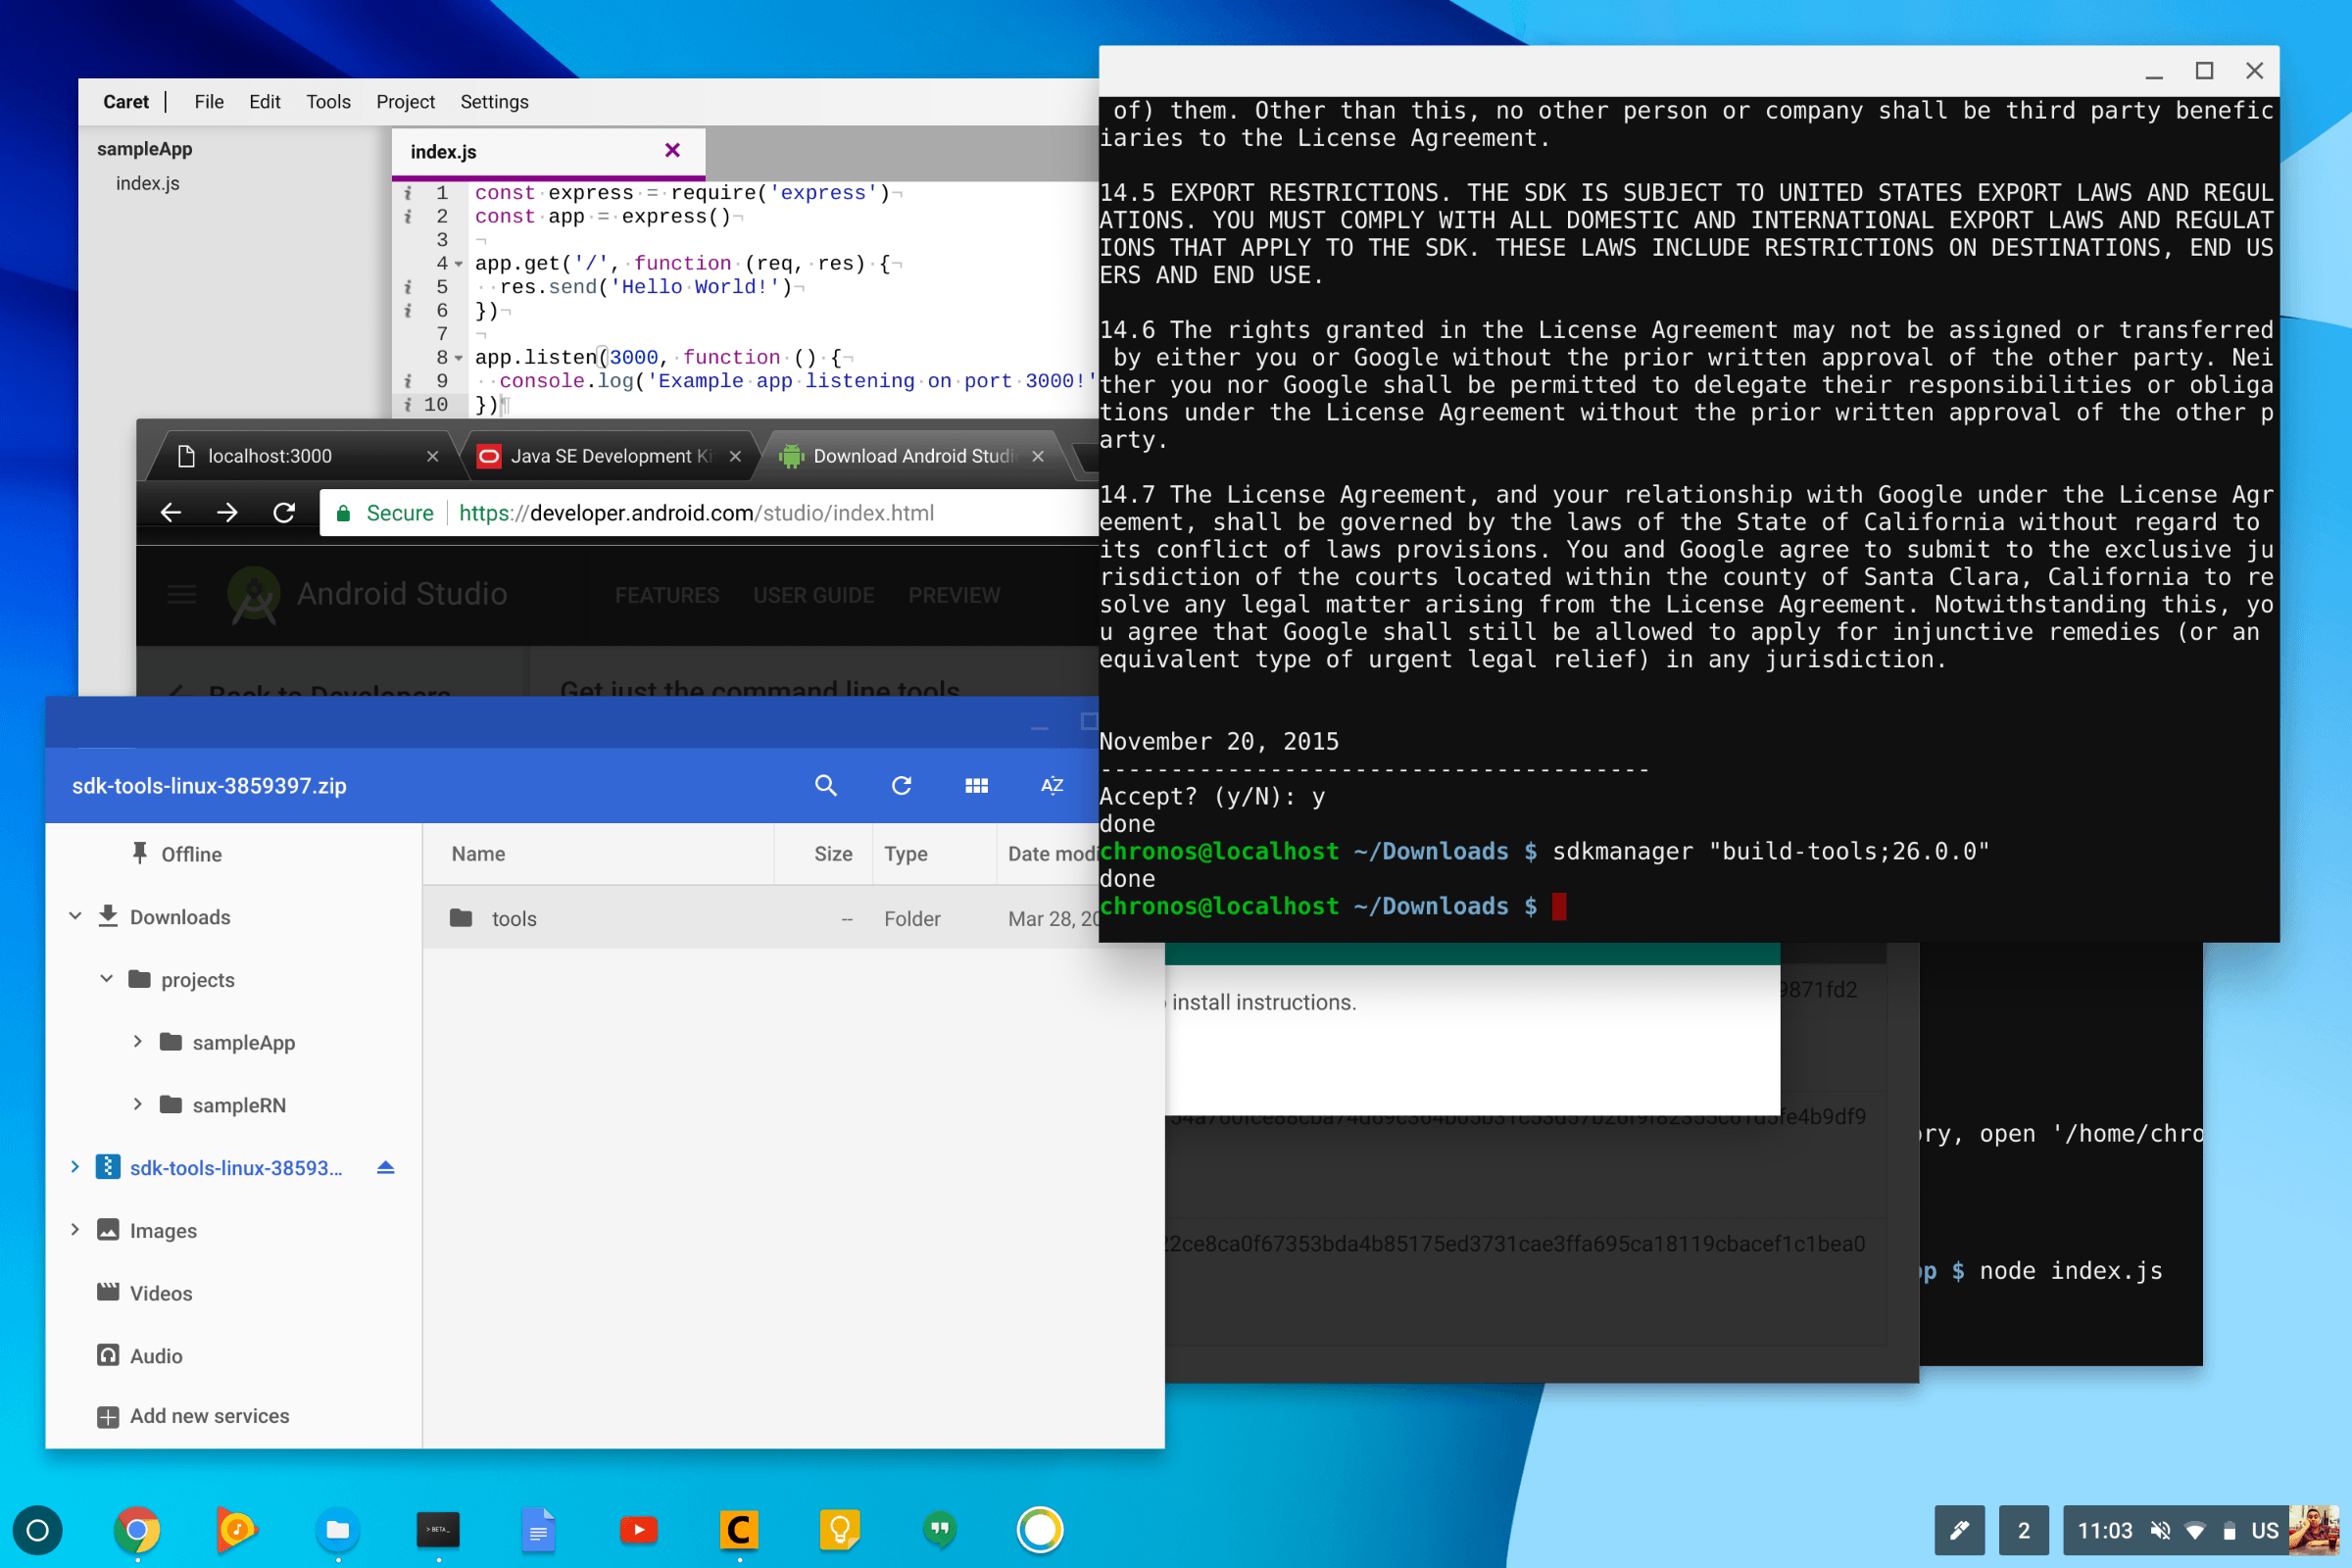 Caret | File Edit Tools Project Settings
sampleApp
index.js
index.js
1 const express = require('express')
2 const app = express()
3
4 app.get('/', function (req, res) {
5 res.send('Hello World!')
6 })
7
8 app.listen(3000, function () {
9 console.log('Example app listening on port 3000!'
10 })
localhost:3000
Java SE Development Ki
Download Android Studi
Secure https://developer.android.com/studio/index.html
Android Studio FEATURES USER GUIDE PREVIEW
Back to Developers
Get just the command line tools
sdk-tools-linux-3859397.zip
AZ
Offline
Downloads
projects
sampleApp
sampleRN
sdk-tools-linux-38593...
Images
Videos
Audio
Add new services
Name Size Type Date modi
tools -- Folder Mar 28, 20
of) them. Other than this, no other person or company shall be third party benefic
iaries to the License Agreement.
14.5 EXPORT RESTRICTIONS. THE SDK IS SUBJECT TO UNITED STATES EXPORT LAWS AND REGUL
ATIONS. YOU MUST COMPLY WITH ALL DOMESTIC AND INTERNATIONAL EXPORT LAWS AND REGULAT
IONS THAT APPLY TO THE SDK. THESE LAWS INCLUDE RESTRICTIONS ON DESTINATIONS, END US
ERS AND END USE.
14.6 The rights granted in the License Agreement may not be assigned or transferred
by either you or Google without the prior written approval of the other party. Nei
ther you nor Google shall be permitted to delegate their responsibilities or obliga
tions under the License Agreement without the prior written approval of the other p
arty.
14.7 The License Agreement, and your relationship with Google under the License Agr
eement, shall be governed by the laws of the State of California without regard to
its conflict of laws provisions. You and Google agree to submit to the exclusive ju
risdiction of the courts located within the county of Santa Clara, California to re
solve any legal matter arising from the License Agreement. Notwithstanding this, yo
u agree that Google shall still be allowed to apply for injunctive remedies (or an
equivalent type of urgent legal relief) in any jurisdiction.
November 20, 2015
---------------------------------------
Accept? (y/N): y
done
chronos@localhost ~/Downloads $ sdkmanager "build-tools;26.0.0"
done
chronos@localhost ~/Downloads $
install instructions.
9871fd2
22ce8ca0f67353bda4b85175ed3731cae3ffa695ca18119cbacef1c1bea0
ory, open '/home/chro
pp $ node index.js
>BETA_
C
2
11:03 US